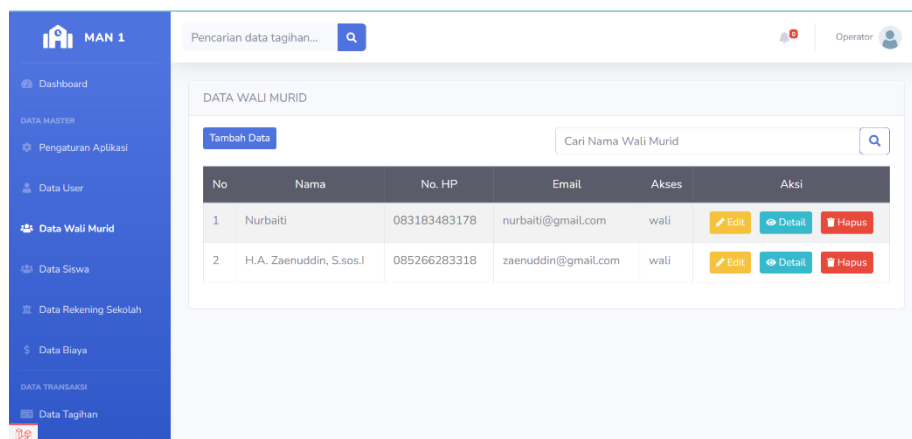 MAN 1
Pencarian data tagihan...
0
Operator
Dashboard
DATA MASTER
Pengaturan Aplikasi
Data User
Data Wali Murid
Data Siswa
Data Rekening Sekolah
Data Biaya
DATA TRANSAKSI
Data Tagihan
DATA WALI MURID
Tambah Data
Cari Nama Wali Murid
No Nama No. HP Email Akses Aksi
1 Nurbaiti 083183483178 nurbaiti@gmail.com wali Edit Detail Hapus
2 H.A. Zaenuddin, S.sos.I 085266283318 zaenuddin@gmail.com wali Edit Detail Hapus